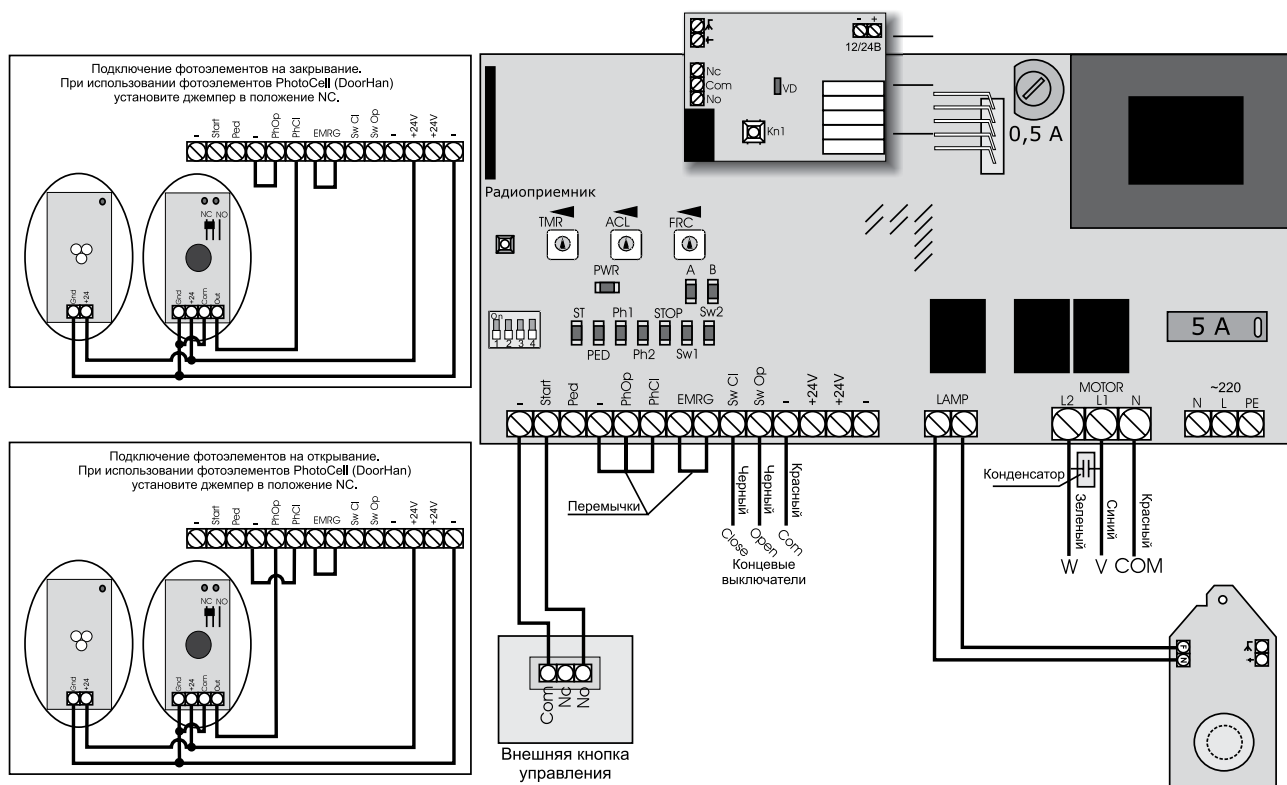 Подключение фотоэлементов на закрывание.
При использовании фотоэлементов PhotoCell (DoorHan)
установите джемпер в положение NC.
- Start Ped - PhOp PhCl EMRG Sw Cl Sw Op - +24V +24V -
NC NO
Gnd +24 Gnd +24 Com Out
Подключение фотоэлементов на открывание.
При использовании фотоэлементов PhotoCell (DoorHan)
установите джемпер в положение NC.
- Start Ped - PhOp PhCl EMRG Sw Cl Sw Op - +24V +24V -
NC NO
Gnd +24 Gnd +24 Com Out
- +
12/24В
Nc
Com
No
VD
Kn1
0,5 A
Радиоприемник
TMR ACL FRC
PWR A B
On
1 2 3 4
ST Ph1 STOP Sw2
PED Ph2 Sw1
5 A
- Start Ped - PhOp PhCl EMRG Sw Cl Sw Op - +24V +24V -
LAMP
MOTOR
L2 L1 N
~220
N L PE
Перемычки
Черный Черный Красный
Close Open Com
Концевые
выключатели
Конденсатор
Зеленый Синий Красный
W V COM
Com Nc No
Внешняя кнопка
управления
F
N